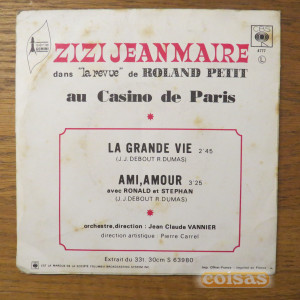 CBS
4771
ZIZI JEANMAIRE
dans "la revue" de ROLAND PETIT
au Casino de Paris
LA GRANDE VIE 2'45
(J.J. DEBOUT R. DUMAS)
AMI, AMOUR 3'25
avec RONALD et STEPHAN
(J.J. DEBOUT R. DUMAS)
orchestre, direction : Jean Claude VANNIER
direction artistique : Pierre Carrel
Extrait du 33t. 30cm S 63980
coisas